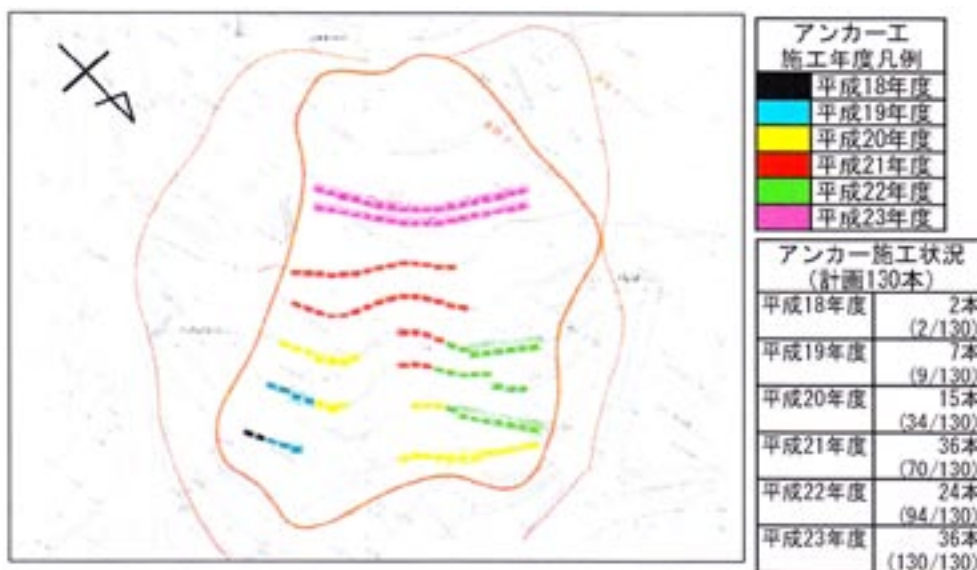 アンカー工
施工年度凡例
平成18年度
平成19年度
平成20年度
平成21年度
平成22年度
平成23年度
アンカー施工状況
(計画130本)
平成18年度 2本
(2/130)
平成19年度 7本
(9/130)
平成20年度 15本
(34/130)
平成21年度 36本
(70/130)
平成22年度 24本
(94/130)
平成23年度 36本
(130/130)